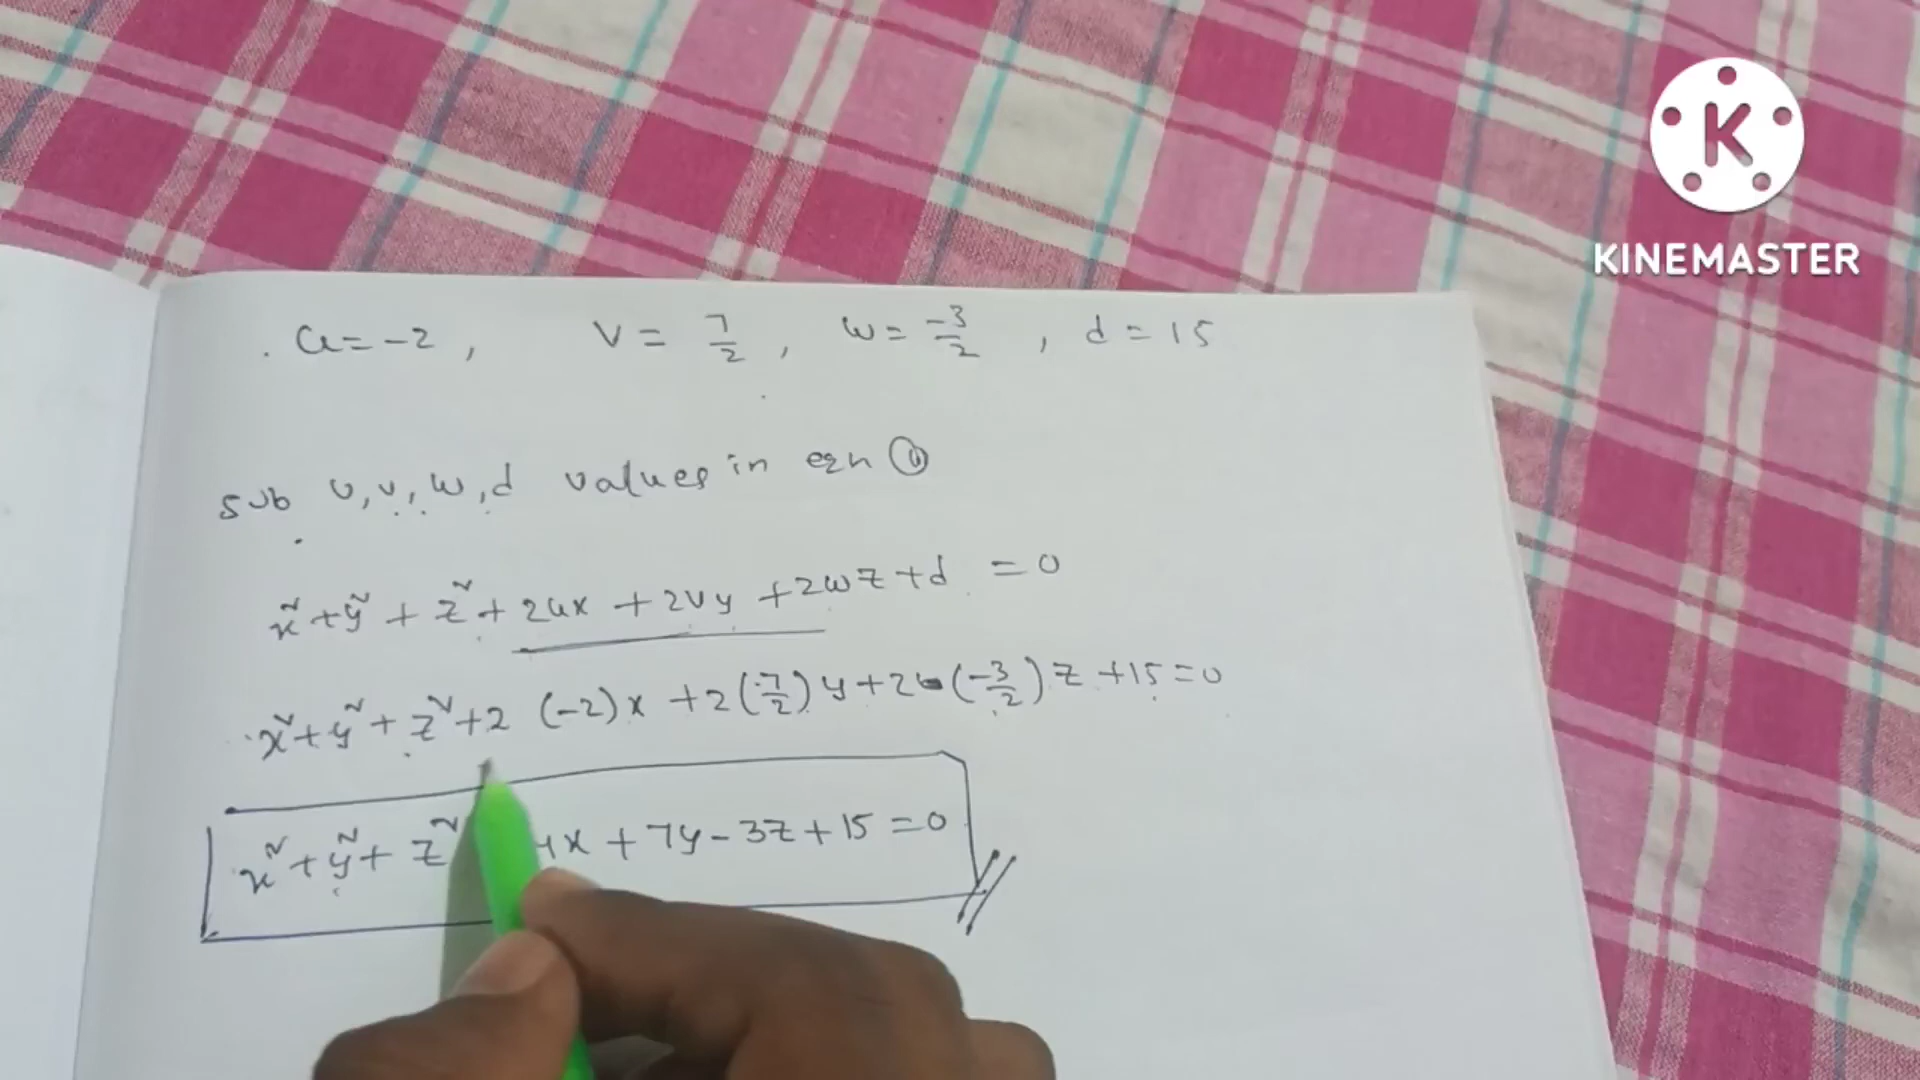 u = -2 , v = 7/2 , w = -3/2 , d = 15
sub u, v, w, d values in eqn ①
x² + y² + z² + 2ux + 2vy + 2wz + d = 0
x² + y² + z² + 2 (-2)x + 2(7/2)y +2(-3/2)z + 15 = 0
x² + y² + z² 4x + 7y - 3z + 15 = 0
K
KINEMASTER